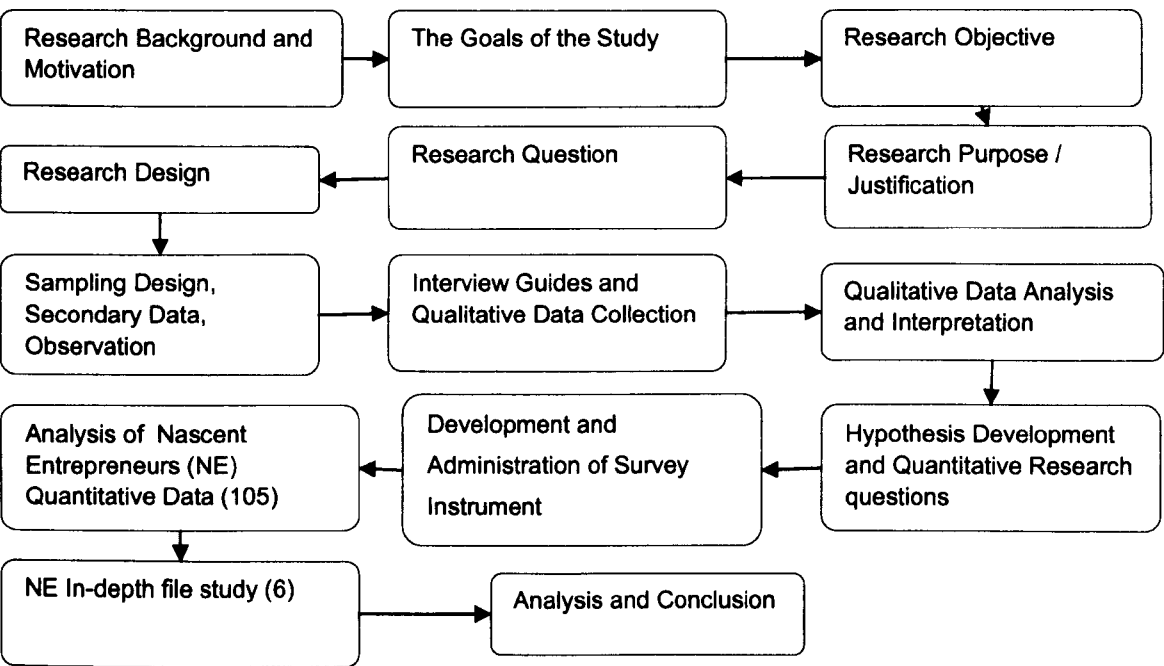 Research Background and
Motivation
The Goals of the Study
Research Objective
Research Purpose /
Justification
Research Question
Research Design
Sampling Design,
Secondary Data,
Observation
Interview Guides and
Qualitative Data Collection
Qualitative Data Analysis
and Interpretation
Hypothesis Development
and Quantitative Research
questions
Development and
Administration of Survey
Instrument
Analysis of Nascent
Entrepreneurs (NE)
Quantitative Data (105)
NE In-depth file study (6)
Analysis and Conclusion